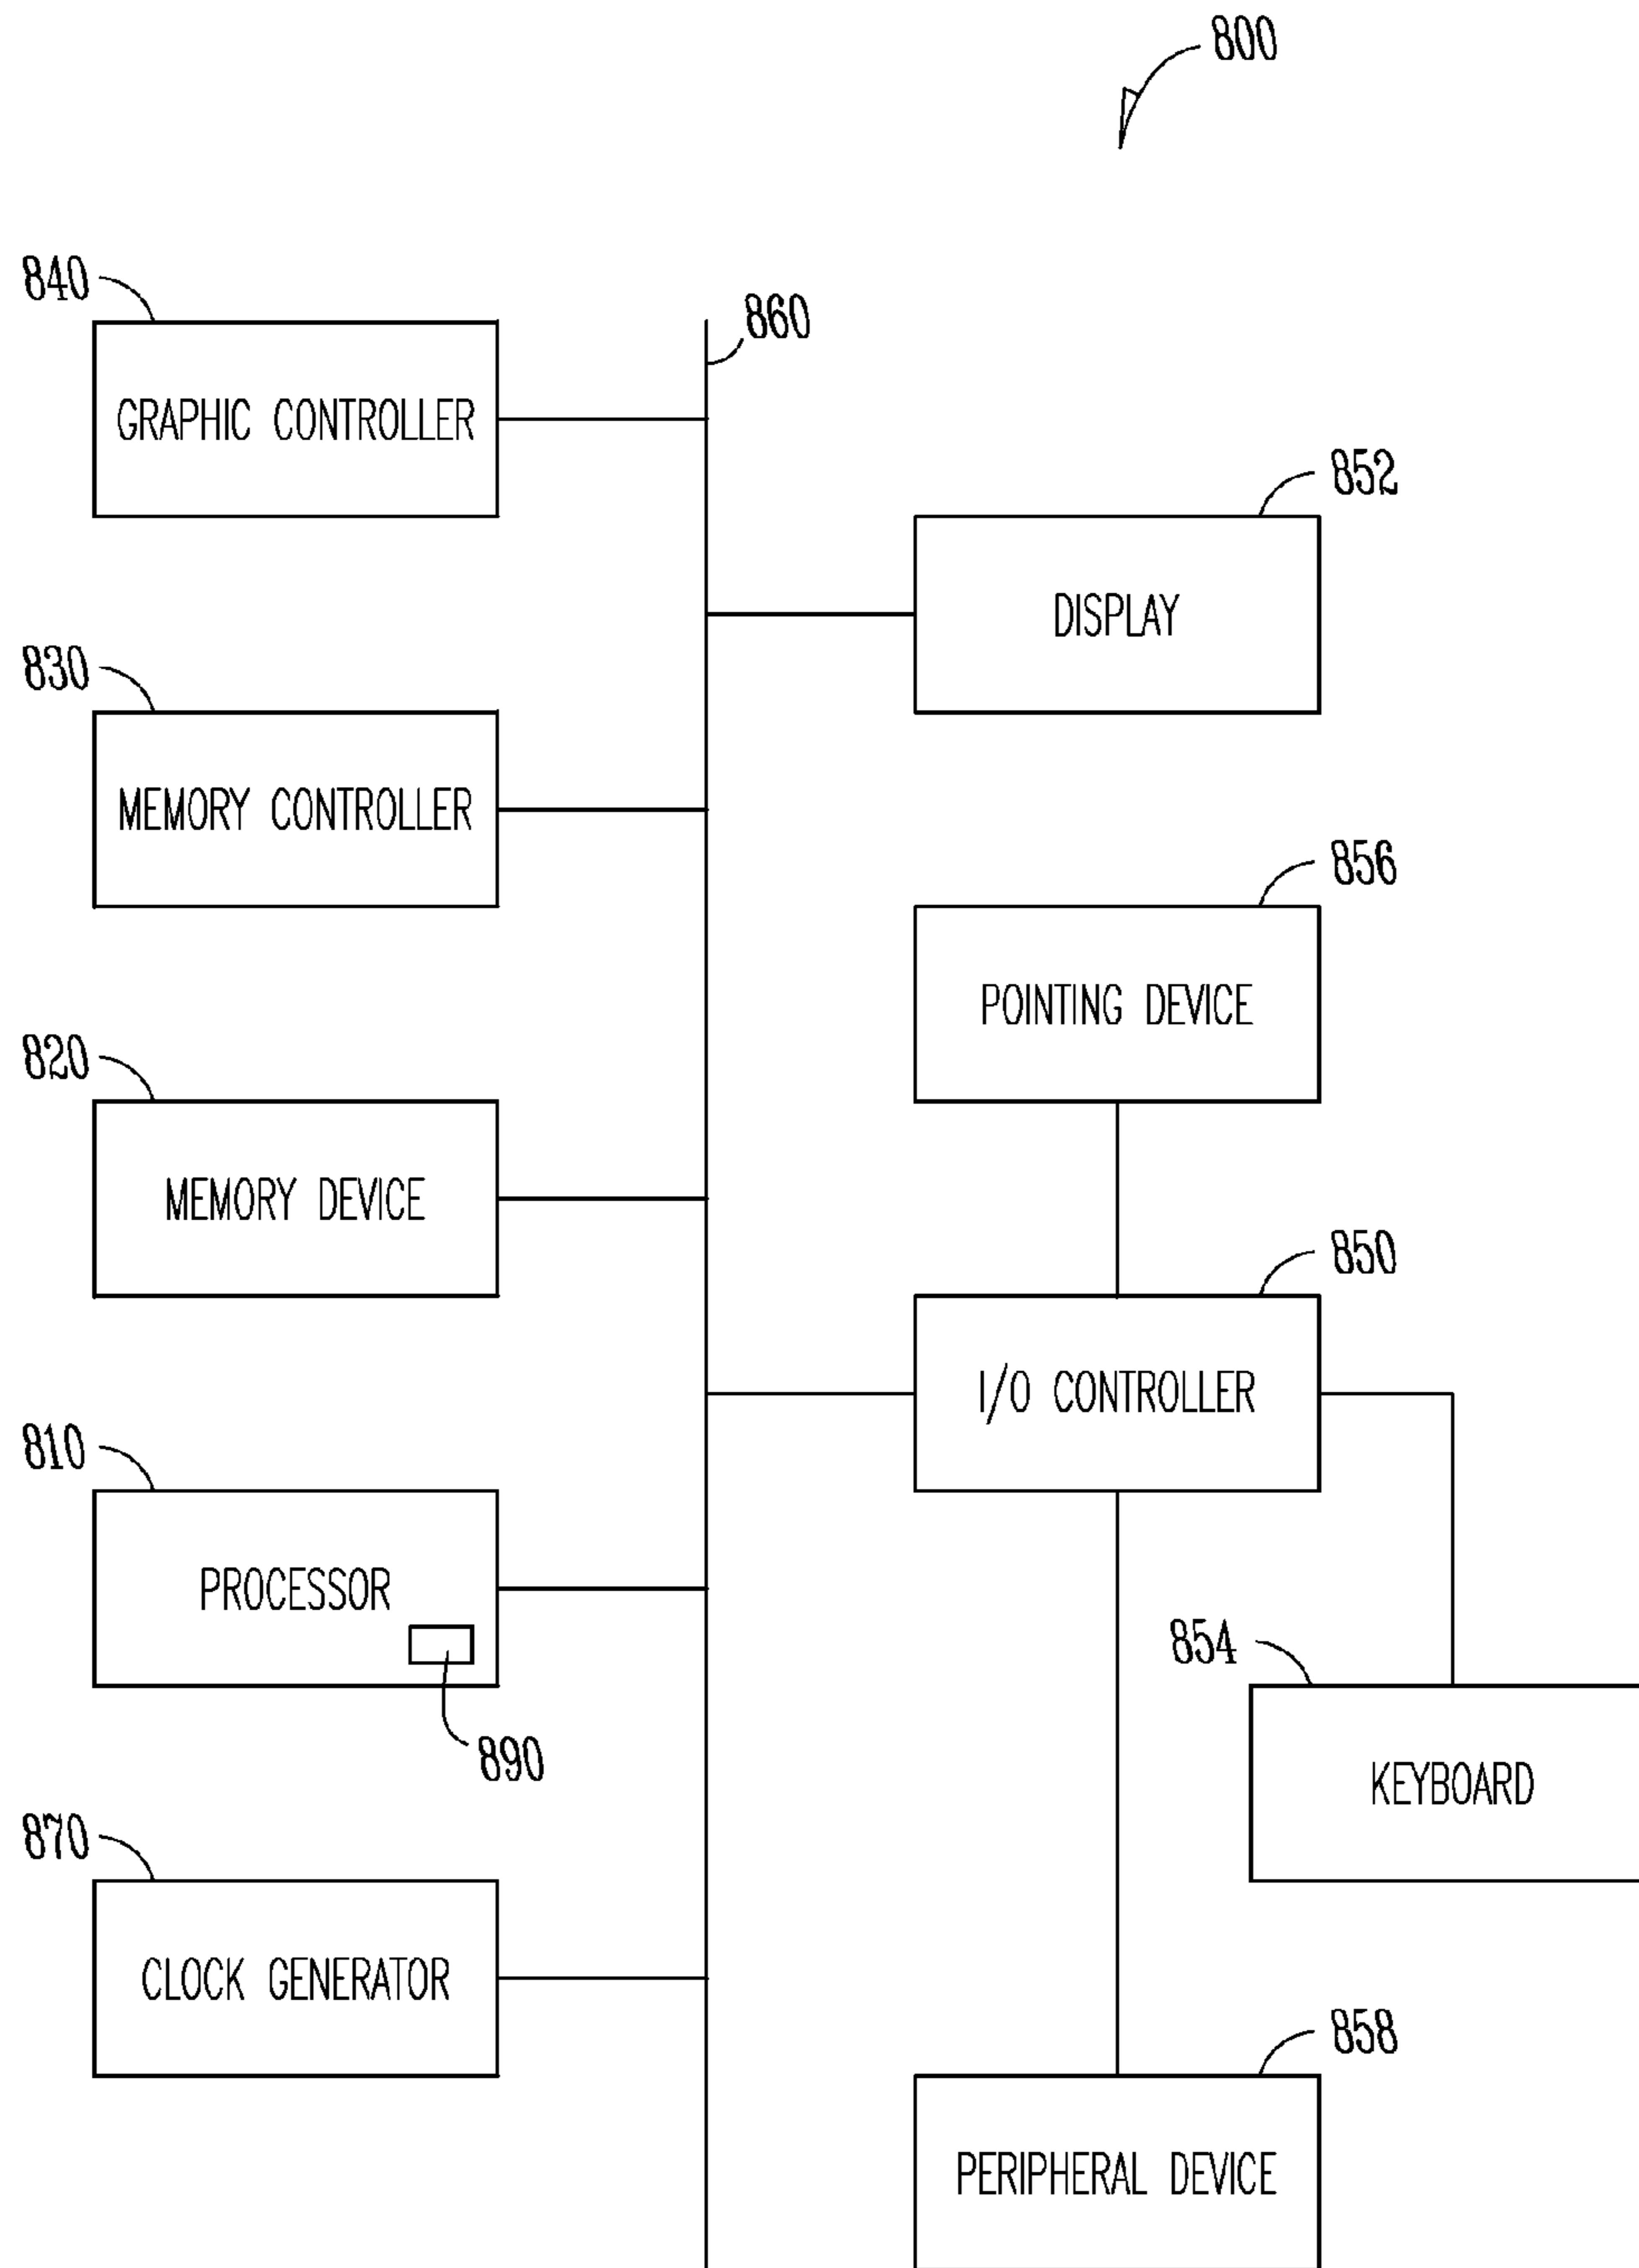 800
840
860
GRAPHIC CONTROLLER
852
DISPLAY
830
MEMORY CONTROLLER
856
POINTING DEVICE
820
MEMORY DEVICE
850
I/O CONTROLLER
810
PROCESSOR
854
890
KEYBOARD
870
CLOCK GENERATOR
858
PERIPHERAL DEVICE